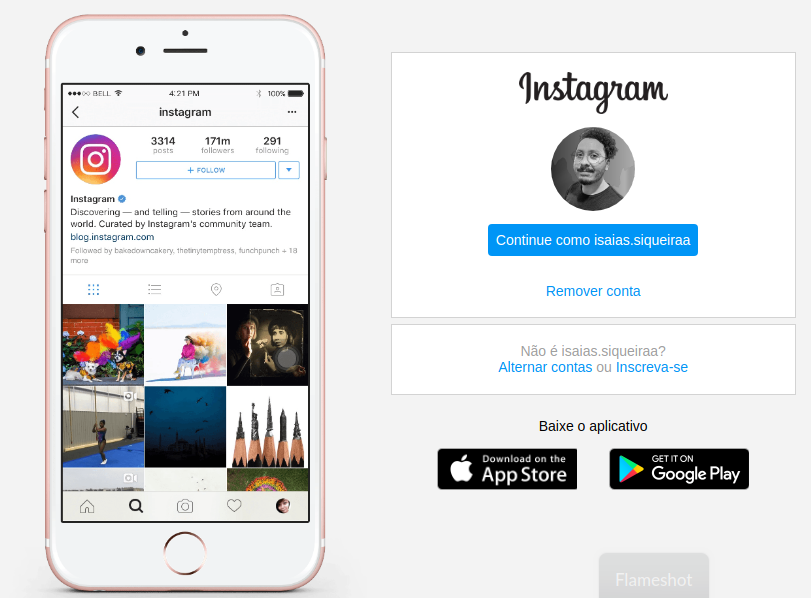 BELL 4:21 PM 100%
instagram
3314 171m 291
posts followers following
+ FOLLOW
Instagram
Discovering — and telling — stories from around the
world. Curated by Instagram's community team.
blog.instagram.com
Followed by bakedowncakery, thetinytemptress, funchpunch + 18
more
Instagram
Continue como isaias.siqueiraa
Remover conta
Não é isaias.siqueiraa?
Alternar contas ou Inscreva-se
Baixe o aplicativo
Download on the
App Store
GET IT ON
Google Play
Flameshot